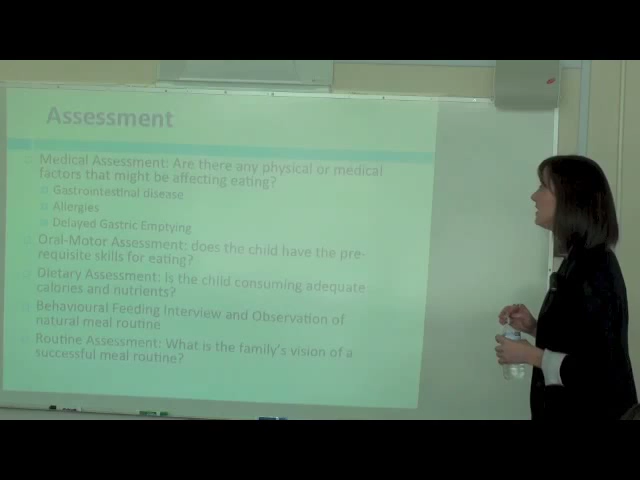 Assessment
Medical Assessment: Are there any physical or medical
factors that might be affecting eating?
Gastrointestinal disease
Allergies
Delayed Gastric Emptying
Oral-Motor Assessment: does the child have the pre-
requisite skills for eating?
Dietary Assessment: Is the child consuming adequate
calories and nutrients?
Behavioural Feeding Interview and Observation of
natural meal routine
Routine Assessment: What is the family's vision of a
successful meal routine?